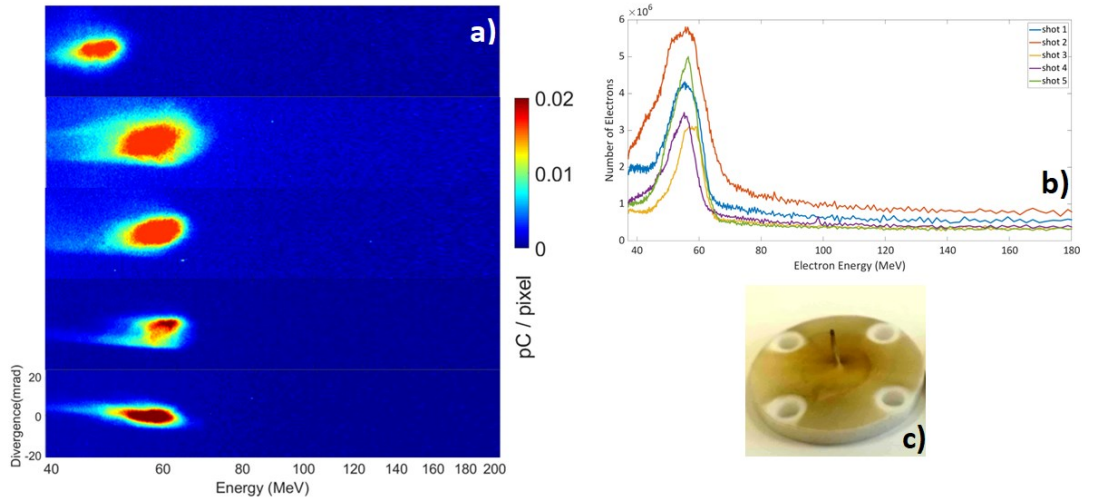 a)
0.02
0.01
0
pC / pixel
Divergence(mrad)
20
0
-20
40 60 80 100 120 140 160 180 200
Energy (MeV)
×10⁶
6
5
4
3
2
1
0
Number of Electrons
shot 1
shot 2
shot 3
shot 4
shot 5
b)
40 60 80 100 120 140 160 180
Electron Energy (MeV)
c)